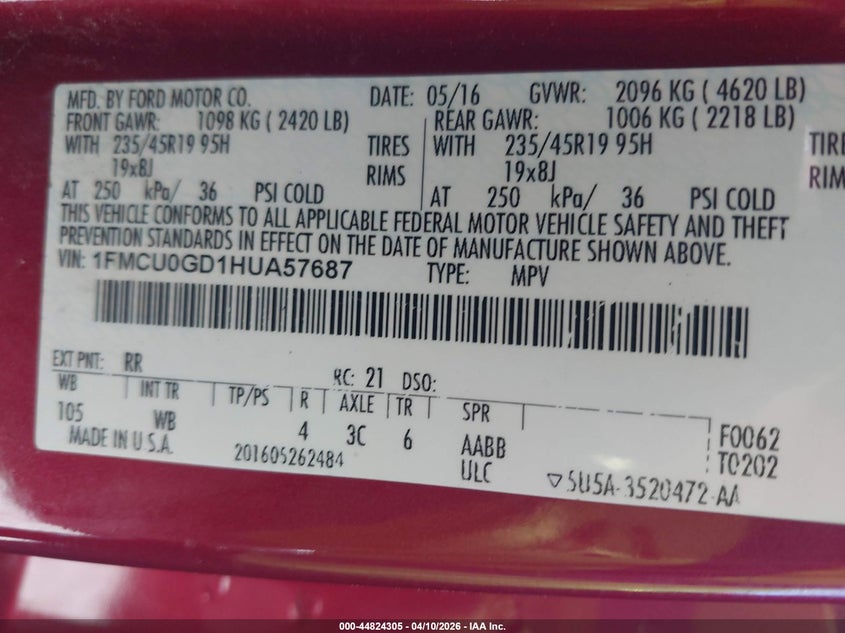 MFD. BY FORD MOTOR CO. DATE: 05/16 GVWR: 2096 KG ( 4620 LB)
FRONT GAWR: 1098 KG ( 2420 LB) REAR GAWR: 1006 KG ( 2218 LB)
WITH 235/45R19 95H TIRES WITH 235/45R19 95H TIRE
19x8J RIMS 19x8J RIM
AT 250 kPa/ 36 PSI COLD AT 250 kPa/ 36 PSI COLD
THIS VEHICLE CONFORMS TO ALL APPLICABLE FEDERAL MOTOR VEHICLE SAFETY AND THEFT
PREVENTION STANDARDS IN EFFECT ON THE DATE OF MANUFACTURE SHOWN ABOVE.
VIN: 1FMCU0GD1HUA57687 TYPE: MPV
EXT PNT: RR RC: 21 DSO:
WB INT TR TP/PS R AXLE TR SPR
105 WB 4 3C 6 AABB F0062
MADE IN U.S.A. 201605262484 ULC T0202
▽5U5A-3520472-AA
000-44824305 | 04/10/2026 | IAA Inc.